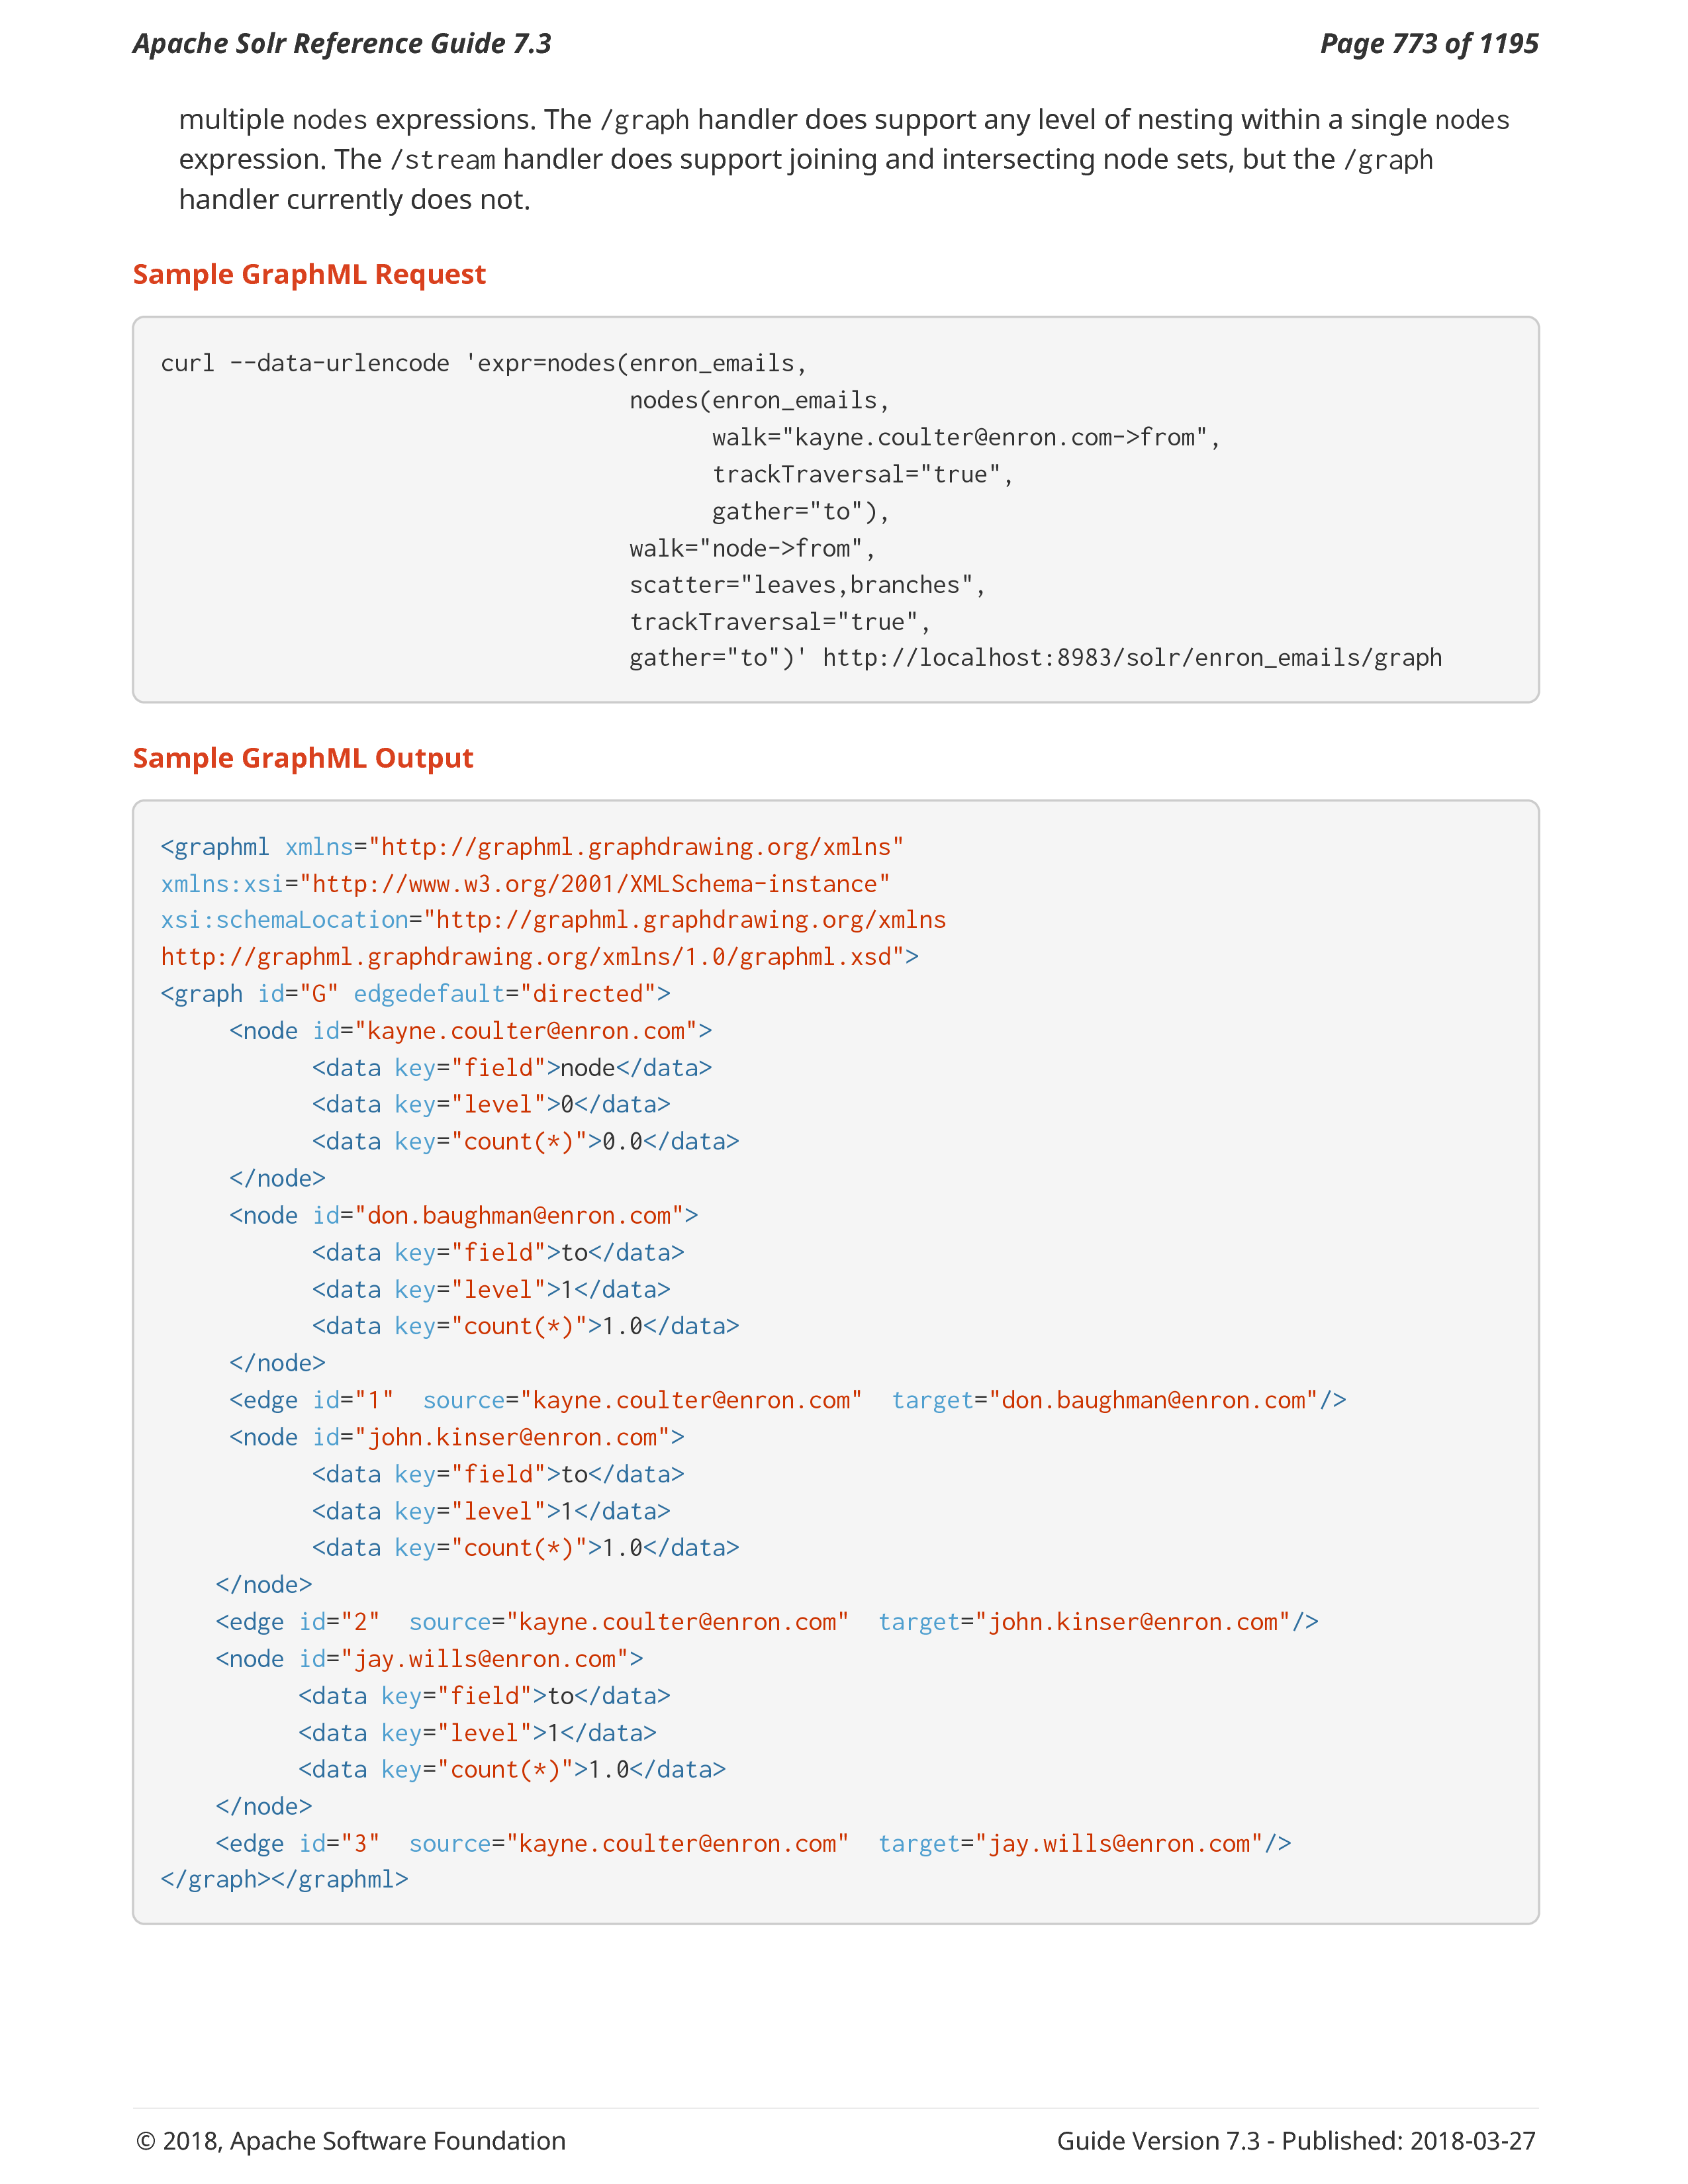 Apache Solr Reference Guide 7.3 Page 773 of 1195
multiple nodes expressions. The /graph handler does support any level of nesting within a single nodes
expression. The /stream handler does support joining and intersecting node sets, but the /graph
handler currently does not.
Sample GraphML Request
curl --data-urlencode 'expr=nodes(enron_emails,
nodes(enron_emails,
walk="kayne.coulter@enron.com->from",
trackTraversal="true",
gather="to"),
walk="node->from",
scatter="leaves,branches",
trackTraversal="true",
gather="to")' http://localhost:8983/solr/enron_emails/graph
Sample GraphML Output
<graphml xmlns="http://graphml.graphdrawing.org/xmlns"
xmlns:xsi="http://www.w3.org/2001/XMLSchema-instance"
xsi:schemaLocation="http://graphml.graphdrawing.org/xmlns
http://graphml.graphdrawing.org/xmlns/1.0/graphml.xsd">
<graph id="G" edgedefault="directed">
<node id="kayne.coulter@enron.com">
<data key="field">node</data>
<data key="level">0</data>
<data key="count(*)">0.0</data>
</node>
<node id="don.baughman@enron.com">
<data key="field">to</data>
<data key="level">1</data>
<data key="count(*)">1.0</data>
</node>
<edge id="1"  source="kayne.coulter@enron.com"  target="don.baughman@enron.com"/>
<node id="john.kinser@enron.com">
<data key="field">to</data>
<data key="level">1</data>
<data key="count(*)">1.0</data>
</node>
<edge id="2"  source="kayne.coulter@enron.com"  target="john.kinser@enron.com"/>
<node id="jay.wills@enron.com">
<data key="field">to</data>
<data key="level">1</data>
<data key="count(*)">1.0</data>
</node>
<edge id="3"  source="kayne.coulter@enron.com"  target="jay.wills@enron.com"/>
</graph></graphml>
© 2018, Apache Software Foundation Guide Version 7.3 - Published: 2018-03-27